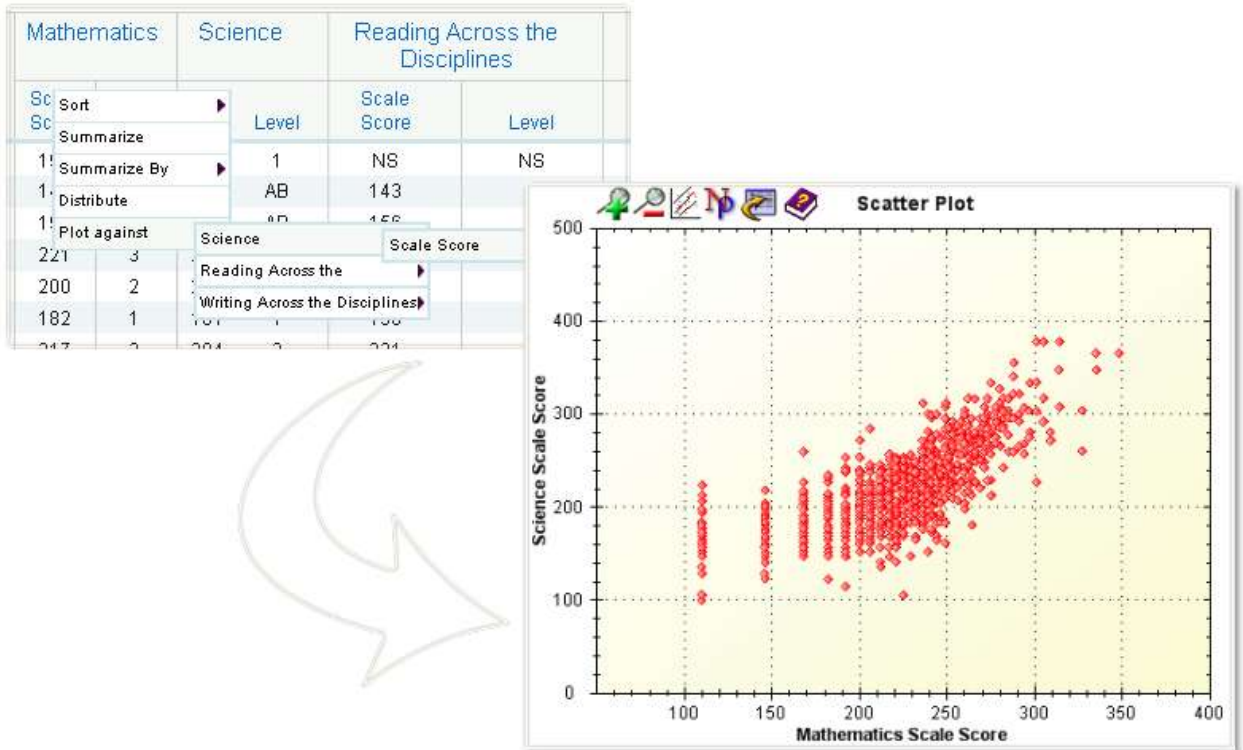 Mathematics Science Reading Across the
Disciplines
Scale
Level Score Level
Sort
Summarize
1 NS NS
Summarize By
AB 143
Distribute
Plot against
Science Scale Score
221 3
Reading Across the
200 2
Writing Across the Disciplines
182 1
Scatter Plot
500
400
300
200
100
0
Science Scale Score
100 150 200 250 300 350 400
Mathematics Scale Score